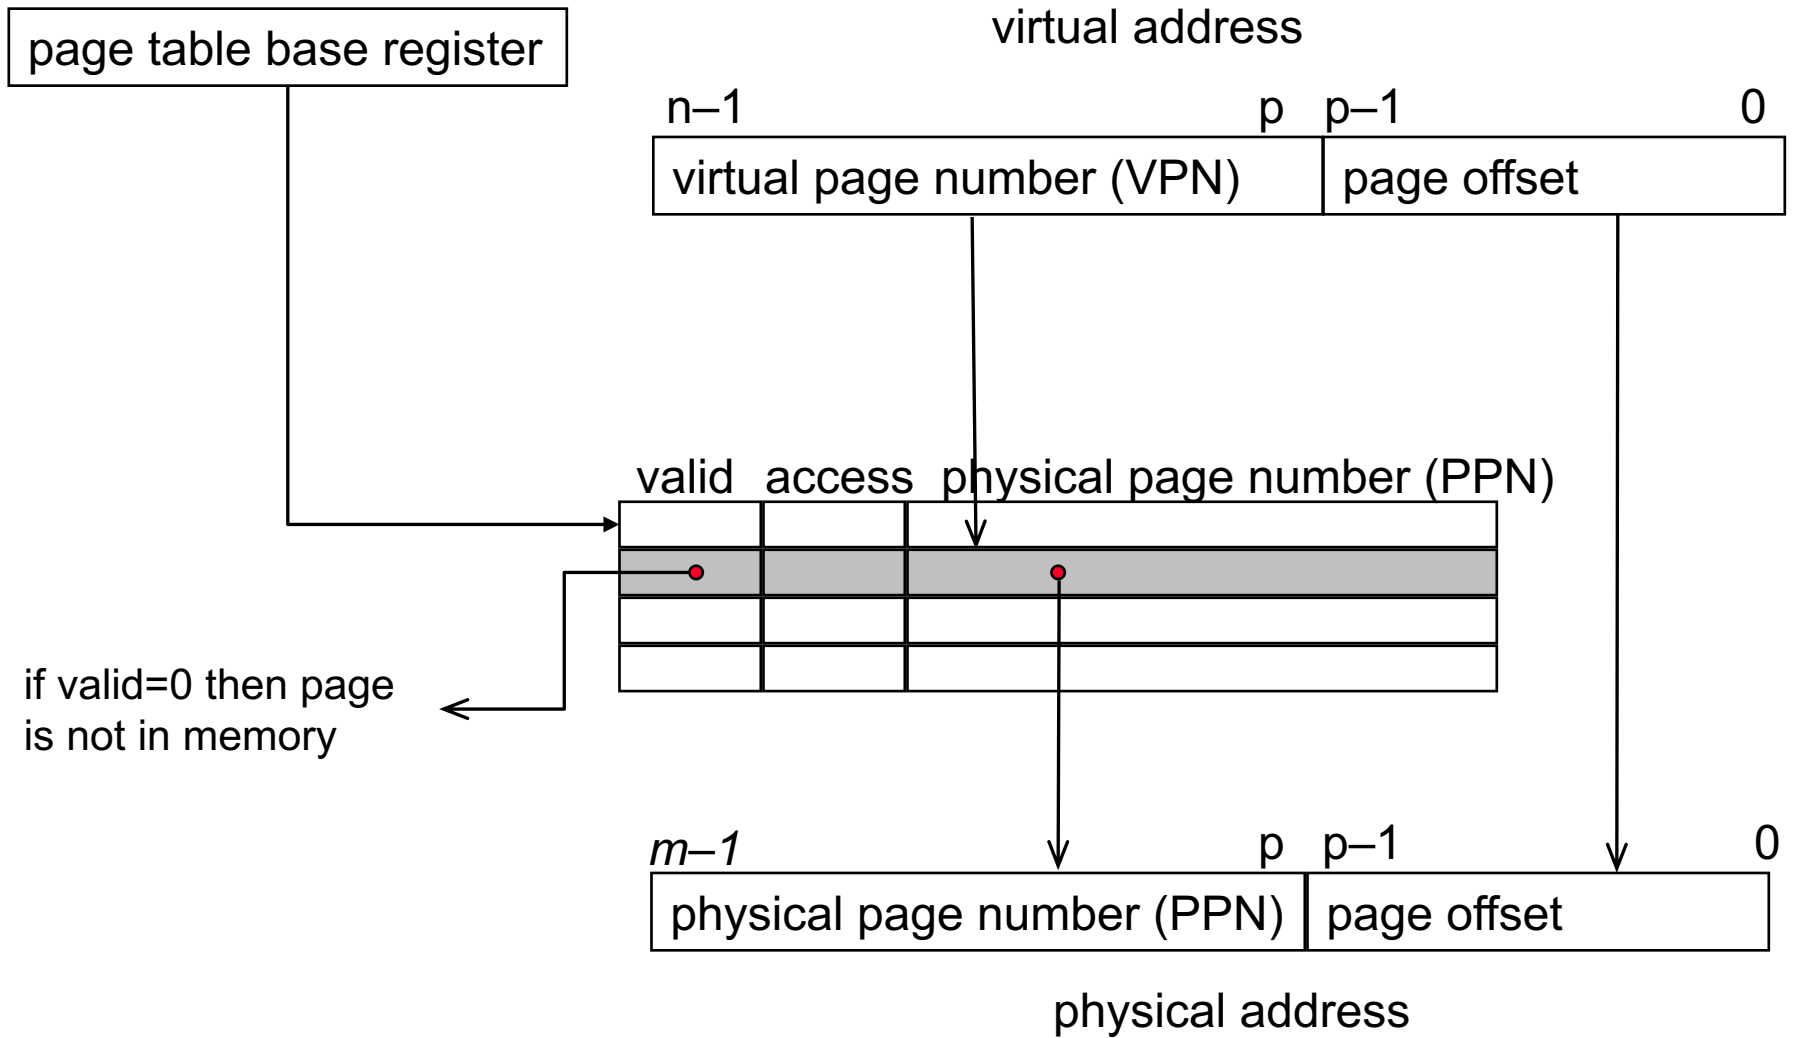 page table base register
virtual address
n–1 p p–1 0
virtual page number (VPN) page offset
valid access physical page number (PPN)
if valid=0 then page
is not in memory
m–1 p p–1 0
physical page number (PPN) page offset
physical address